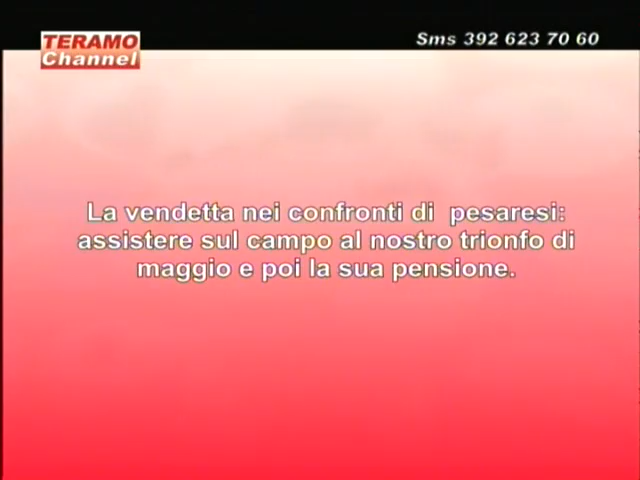 TERAMO
Channel
Sms 392 623 70 60
La vendetta nei confronti di  pesaresi:
assistere sul campo al nostro trionfo di
maggio e poi la sua pensione.